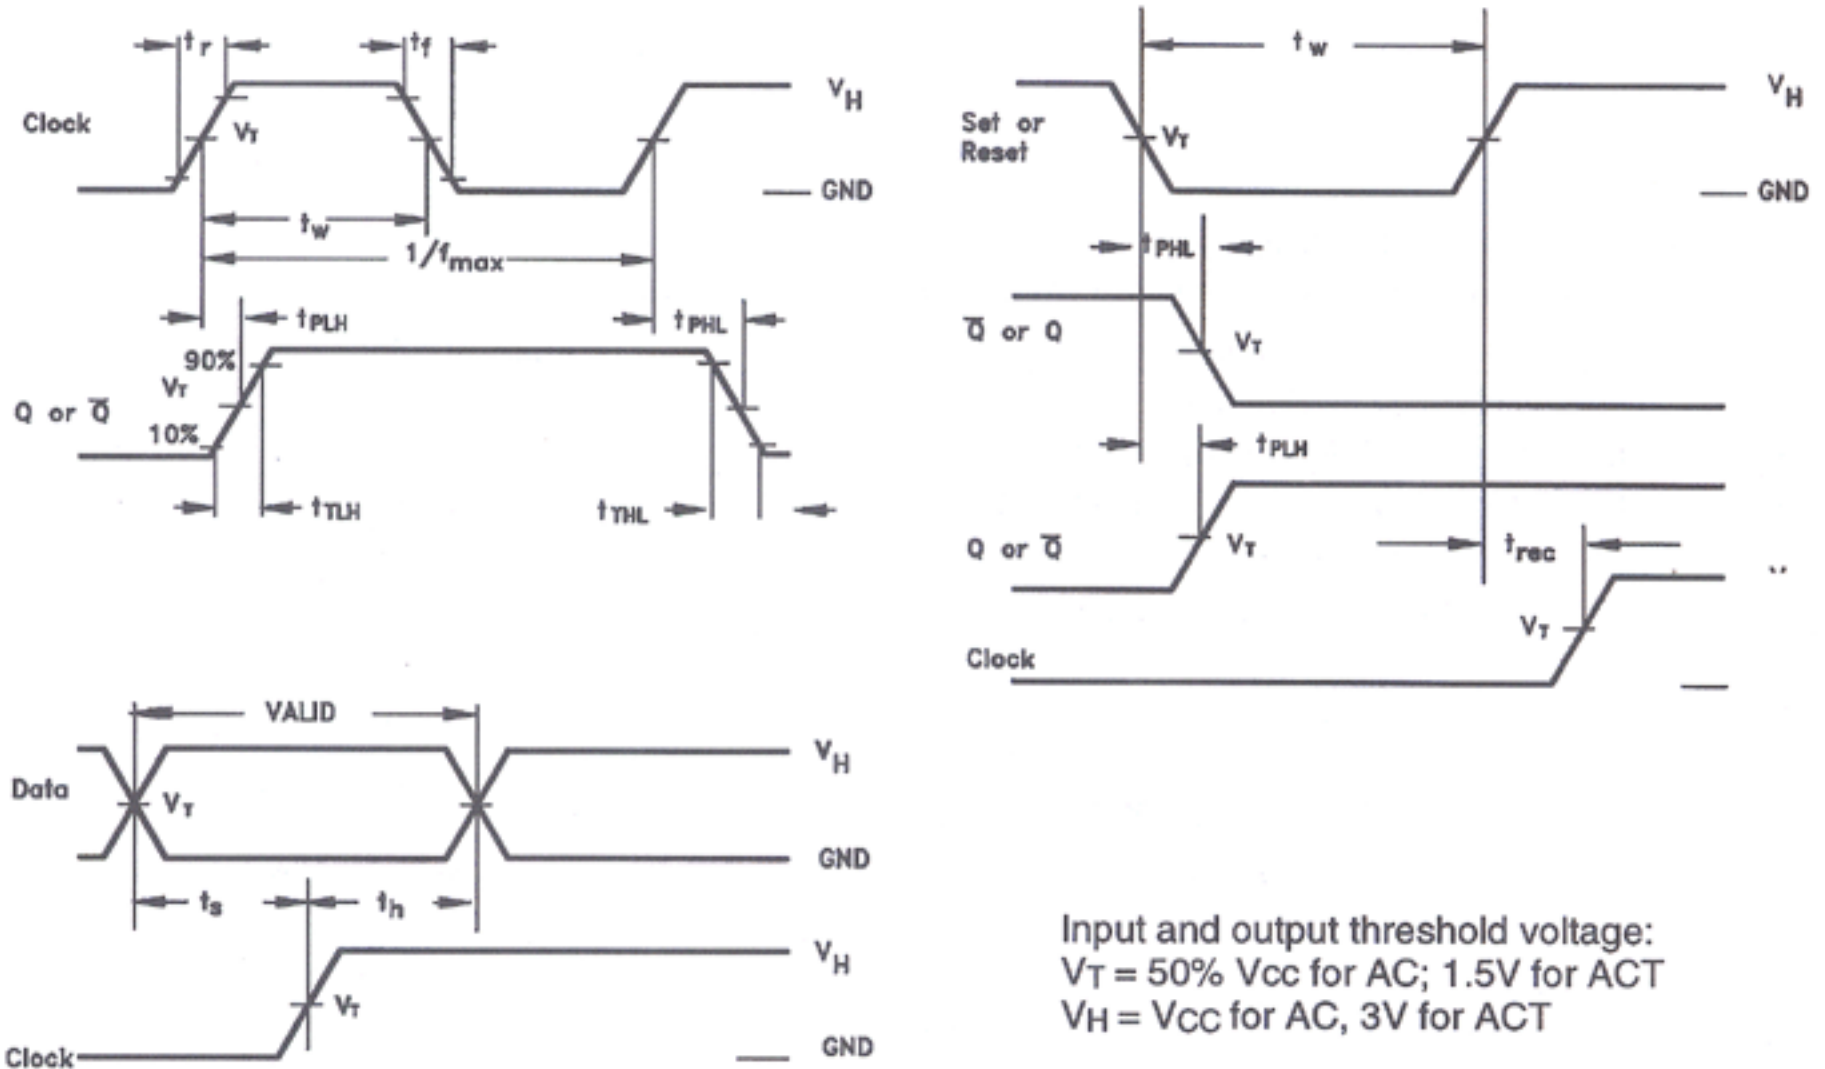 tr
tf
VH
Clock
VT
GND
tw
1/fmax
tPLH
tPHL
90%
VT
Q or Q̅
10%
tTLH
tTHL
VALID
VH
Data
VT
GND
ts
th
VH
VT
Clock
GND
tw
VH
Set or
Reset
VT
GND
tPHL
Q̅ or Q
VT
tPLH
Q or Q̅
VT
trec
VT
Clock
Input and output threshold voltage:
VT = 50% Vcc for AC; 1.5V for ACT
VH = VCC for AC, 3V for ACT